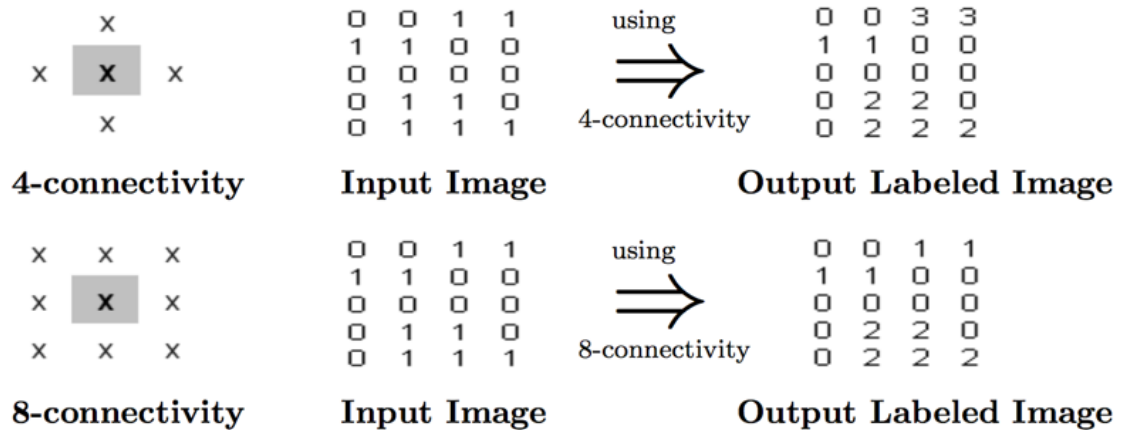 x
x x x
x
4-connectivity
0 0 1 1
1 1 0 0
0 0 0 0
0 1 1 0
0 1 1 1
Input Image
using
4-connectivity
0 0 3 3
1 1 0 0
0 0 0 0
0 2 2 0
0 2 2 2
Output Labeled Image
x x x
x x x
x x x
8-connectivity
0 0 1 1
1 1 0 0
0 0 0 0
0 1 1 0
0 1 1 1
Input Image
using
8-connectivity
0 0 1 1
1 1 0 0
0 0 0 0
0 2 2 0
0 2 2 2
Output Labeled Image